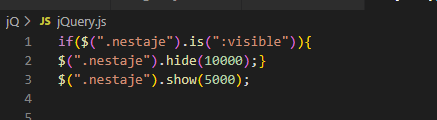 jQ > JS jQuery.js
1 if($(".nestaje").is(":visible")){
2 $(".nestaje").hide(10000);}
3 $(".nestaje").show(5000);
4
5